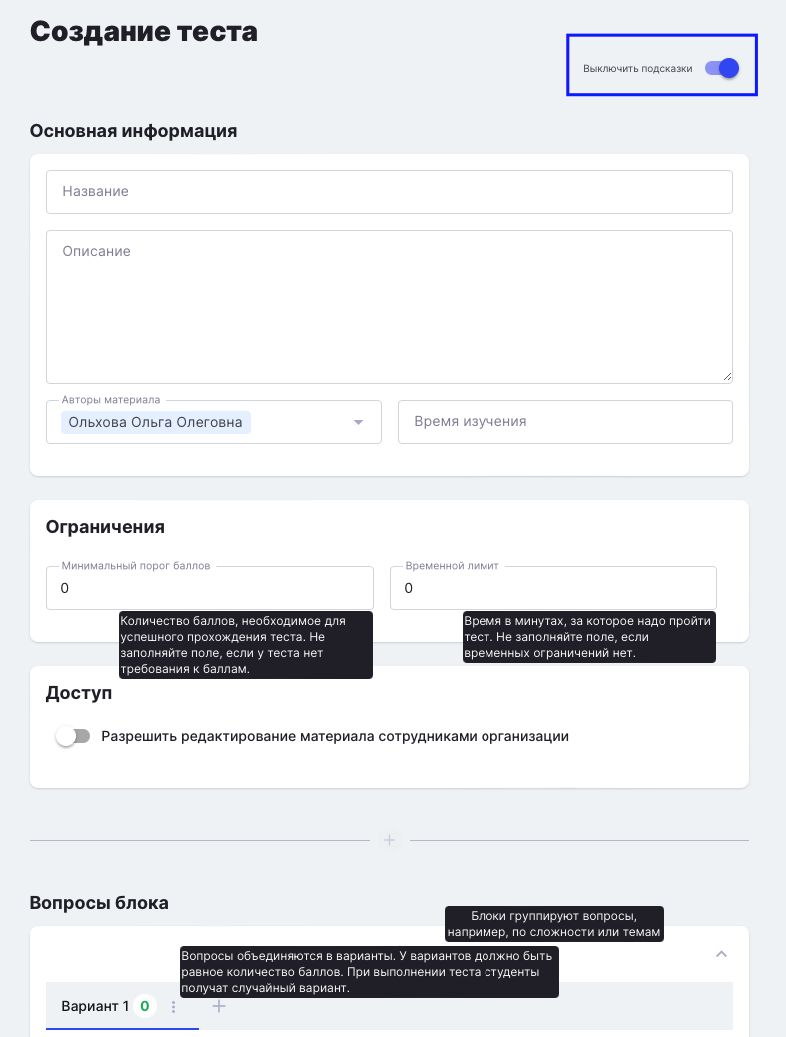 Создание теста
Выключить подсказки
Основная информация
Название
Описание
Авторы материала
Ольхова Ольга Олеговна
Время изучения
Ограничения
Минимальный порог баллов
0
Временной лимит
0
Количество баллов, необходимое для
успешного прохождения теста. Не
заполняйте поле, если у теста нет
требования к баллам.
Время в минутах, за которое надо пройти
тест. Не заполняйте поле, если
временных ограничений нет.
Доступ
Разрешить редактирование материала сотрудниками организации
Вопросы блока
Блоки группируют вопросы,
например, по сложности или темам
Вопросы объединяются в варианты. У вариантов должно быть
равное количество баллов. При выполнении теста студенты
получат случайный вариант.
Вариант 1 0